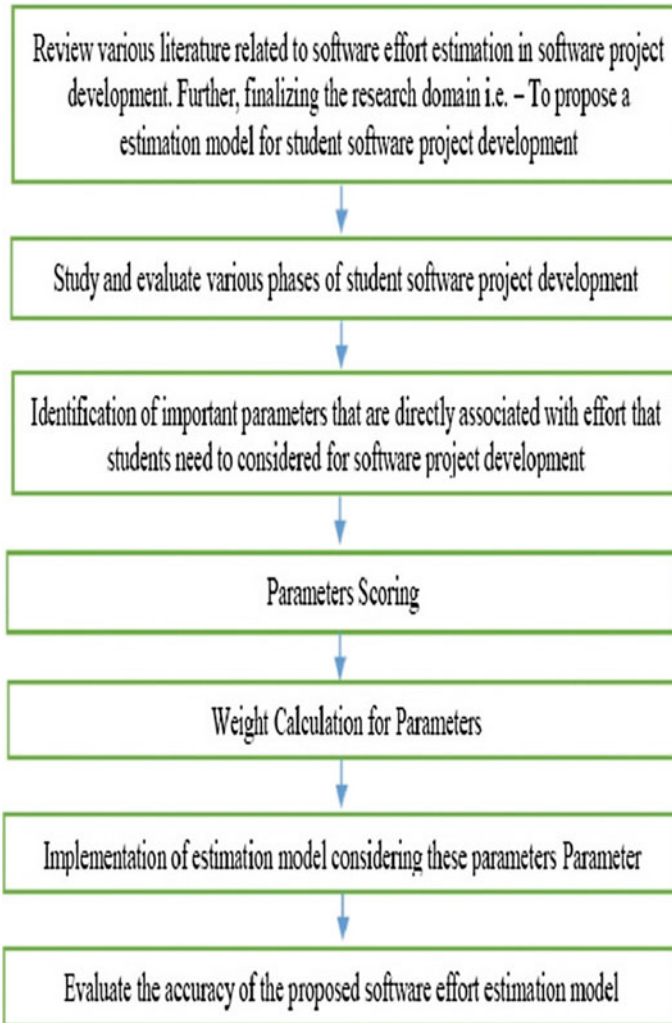 Review various literature related to software effort estimation in software project
development. Further, finalizing the research domain i.e. – To propose a
estimation model for student software project development
Study and evaluate various phases of student software project development
Identification of important parameters that are directly associated with effort that
students need to considered for software project development
Parameters Scoring
Weight Calculation for Parameters
Implementation of estimation model considering these parameters Parameter
Evaluate the accuracy of the proposed software effort estimation model